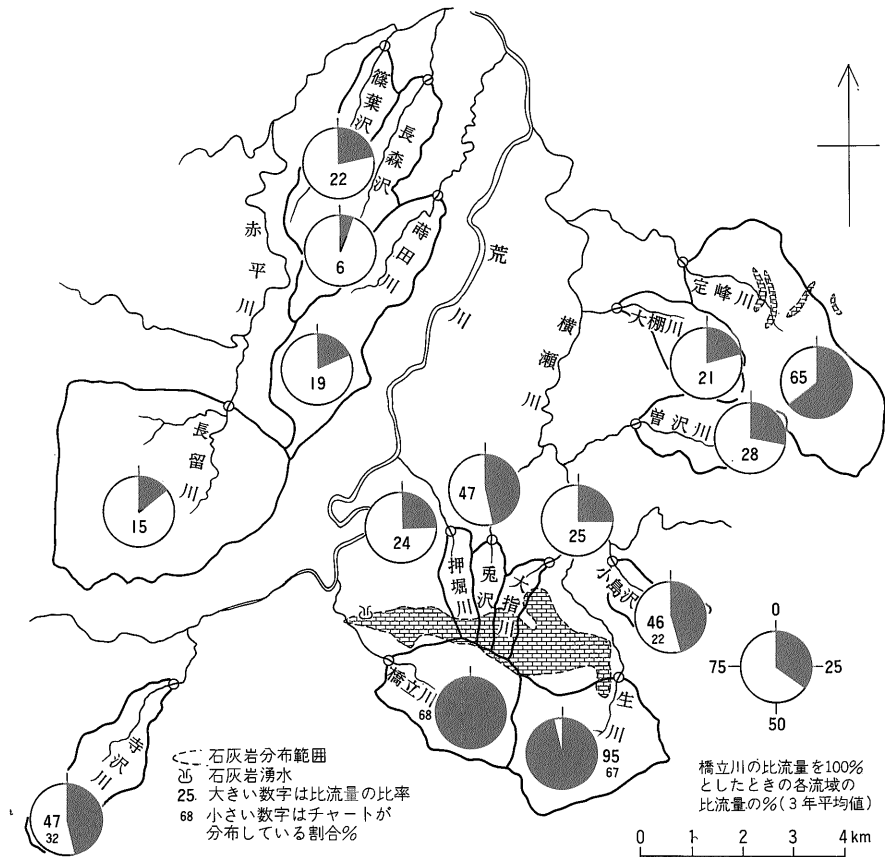 篠葉沢
22
長森沢
6
蒔田川
19
赤平川
荒川
横瀬川
定峰川
大棚川
21
65
曽沢川
28
長留川
15
24
47
25
押堀川
兎沢
大指川
小島沢
46
22
0
75
25
50
橋立川
68
生川
95
67
寺沢川
47
32
石灰岩分布範囲
石灰岩湧水
25 大きい数字は比流量の比率
68 小さい数字はチャートが
分布している割合%
橋立川の比流量を100%
としたときの各流域の
比流量の%(3年平均値)
0 1 2 3 4km